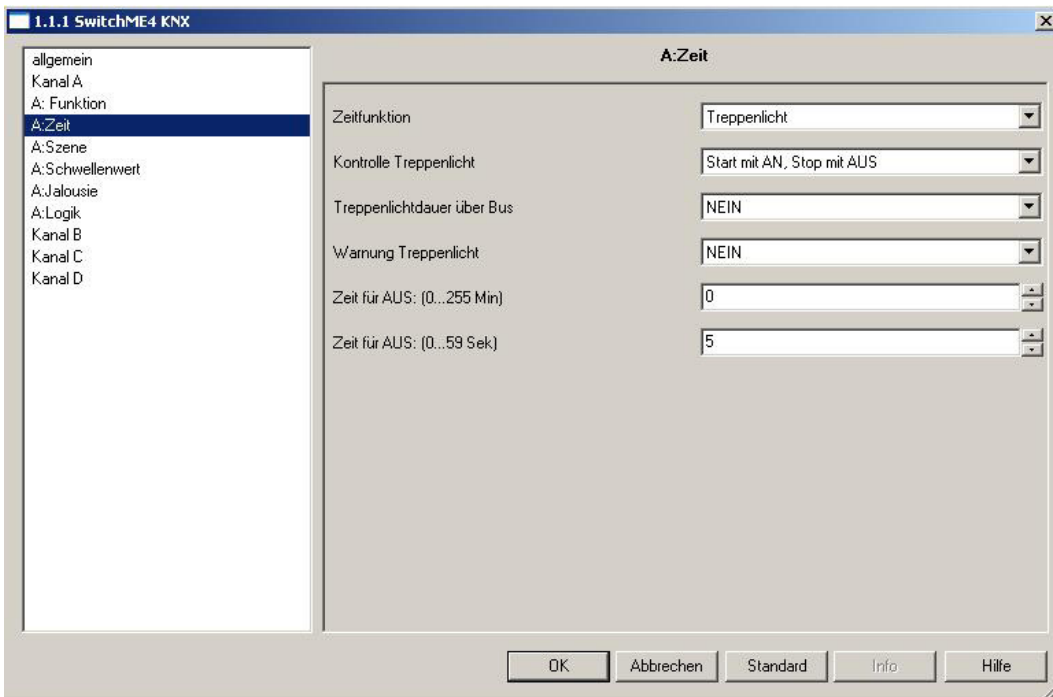 1.1.1 SwitchME4 KNX
allgemein
Kanal A
A: Funktion
A:Zeit
A:Szene
A:Schwellenwert
A:Jalousie
A:Logik
Kanal B
Kanal C
Kanal D
A:Zeit
Zeitfunktion Treppenlicht
Kontrolle Treppenlicht Start mit AN, Stop mit AUS
Treppenlichtdauer über Bus NEIN
Warnung Treppenlicht NEIN
Zeit für AUS: (0...255 Min) 0
Zeit für AUS: (0...59 Sek) 5
OK Abbrechen Standard Info Hilfe